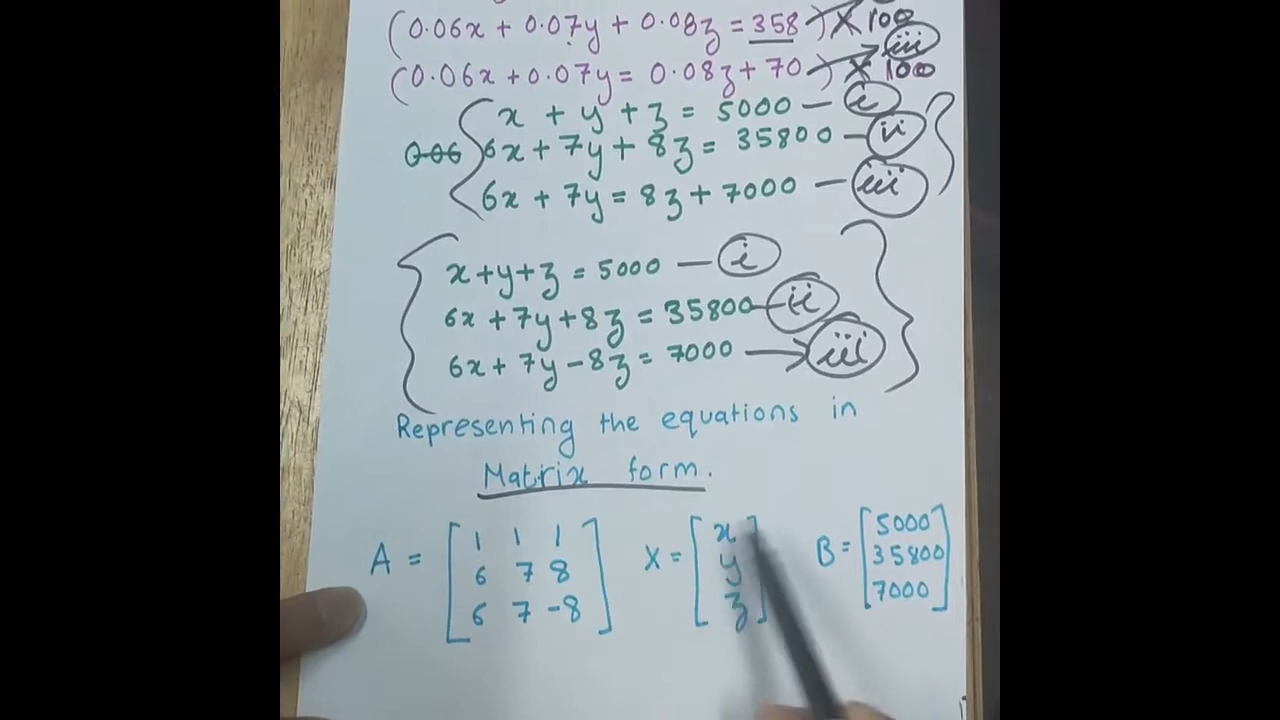 (0.06x + 0.07y + 0.08z = 358) × 100
iii
(0.06x + 0.07y = 0.08z + 70) × 100
x + y + z = 5000 — i
0.06 6x + 7y + 8z = 35800 — ii
6x + 7y = 8z + 7000 — iii
x + y + z = 5000 — i
6x + 7y + 8z = 35800 — ii
6x + 7y - 8z = 7000 → iii
Representing the equations in
Matrix form.
A = [1 1 1 X = [x B = [5000
6 7 8 y 35800
6 7 -8] z] 7000]